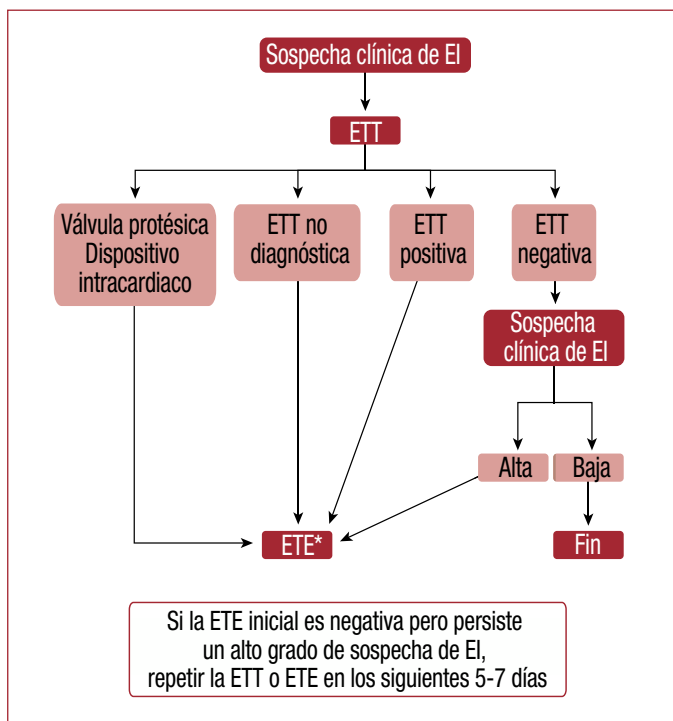 Sospecha clínica de EI
ETT
Válvula protésica
Dispositivo
intracardiaco
ETT no
diagnóstica
ETT
positiva
ETT
negativa
Sospecha
clínica de EI
Alta
Baja
ETE*
Fin
Si la ETE inicial es negativa pero persiste
un alto grado de sospecha de EI,
repetir la ETT o ETE en los siguientes 5-7 días